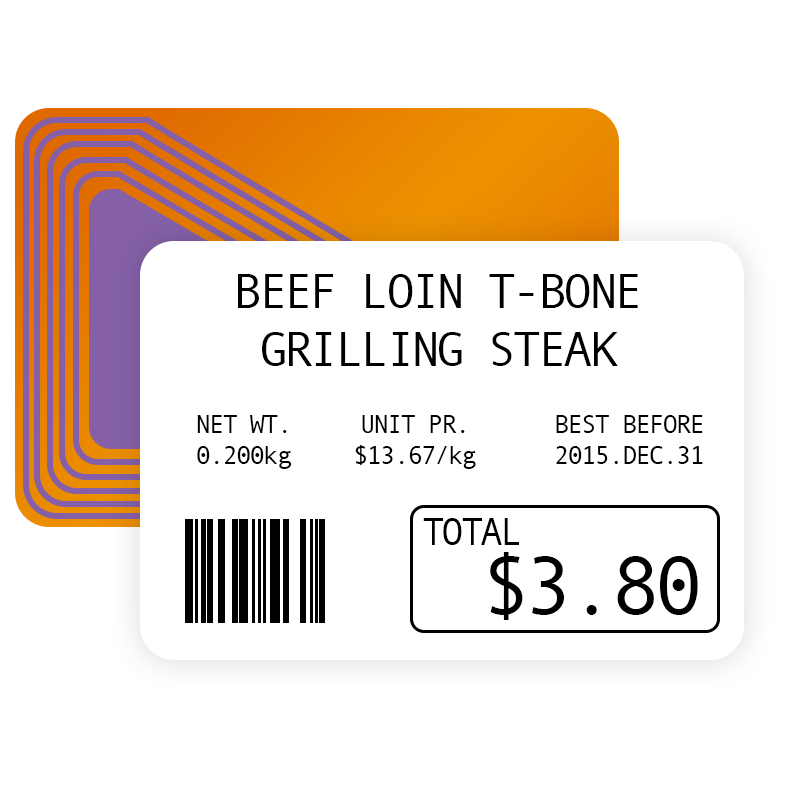 BEEF LOIN T-BONE
GRILLING STEAK
NET WT. UNIT PR. BEST BEFORE
0.200kg $13.67/kg 2015.DEC.31
TOTAL
$3.80